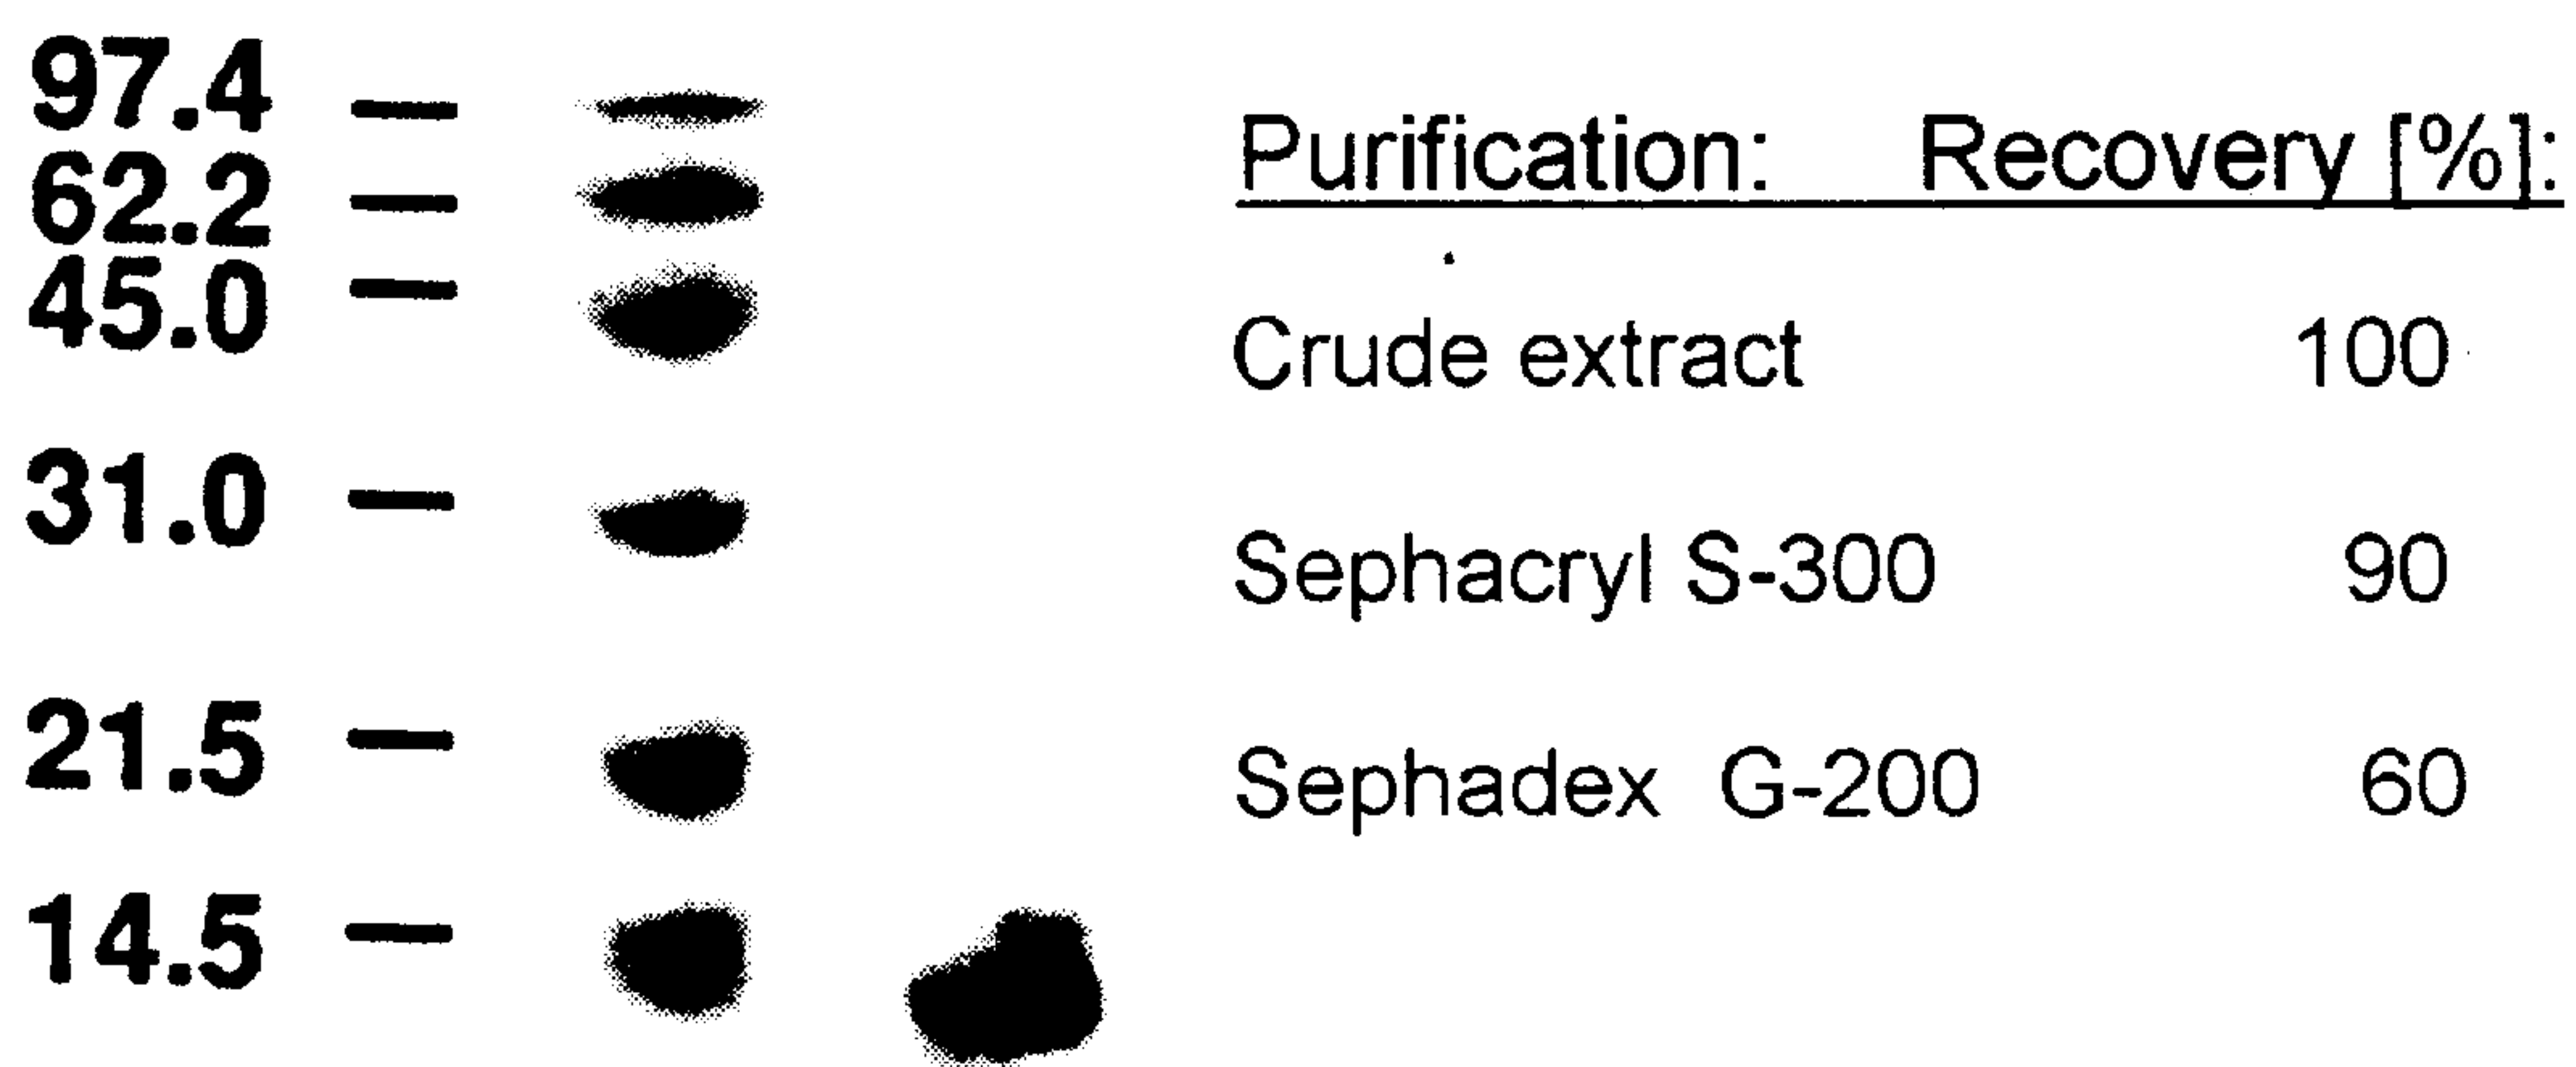 97.4
62.2
45.0
31.0
21.5
14.5
Purification: Recovery [%]:
Crude extract 100
Sephacryl S-300 90
Sephadex G-200 60